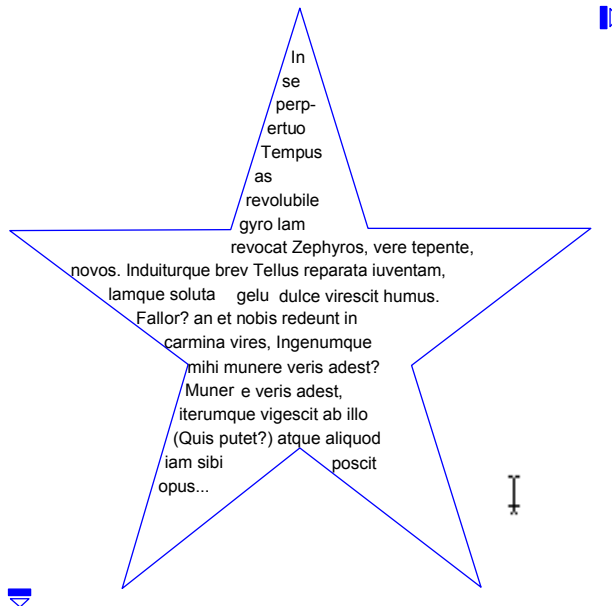 In
se
perp-
ertuo
Tempus
as
revolubile
gyro lam
revocat Zephyros, vere tepente,
novos. Induiturque brev Tellus reparata iuventam,
lamque soluta gelu dulce virescit humus.
Fallor? an et nobis redeunt in
carmina vires, Ingenumque
mihi munere veris adest?
Muner e veris adest,
iterumque vigescit ab illo
(Quis putet?) atque aliquod
iam sibi poscit
opus...